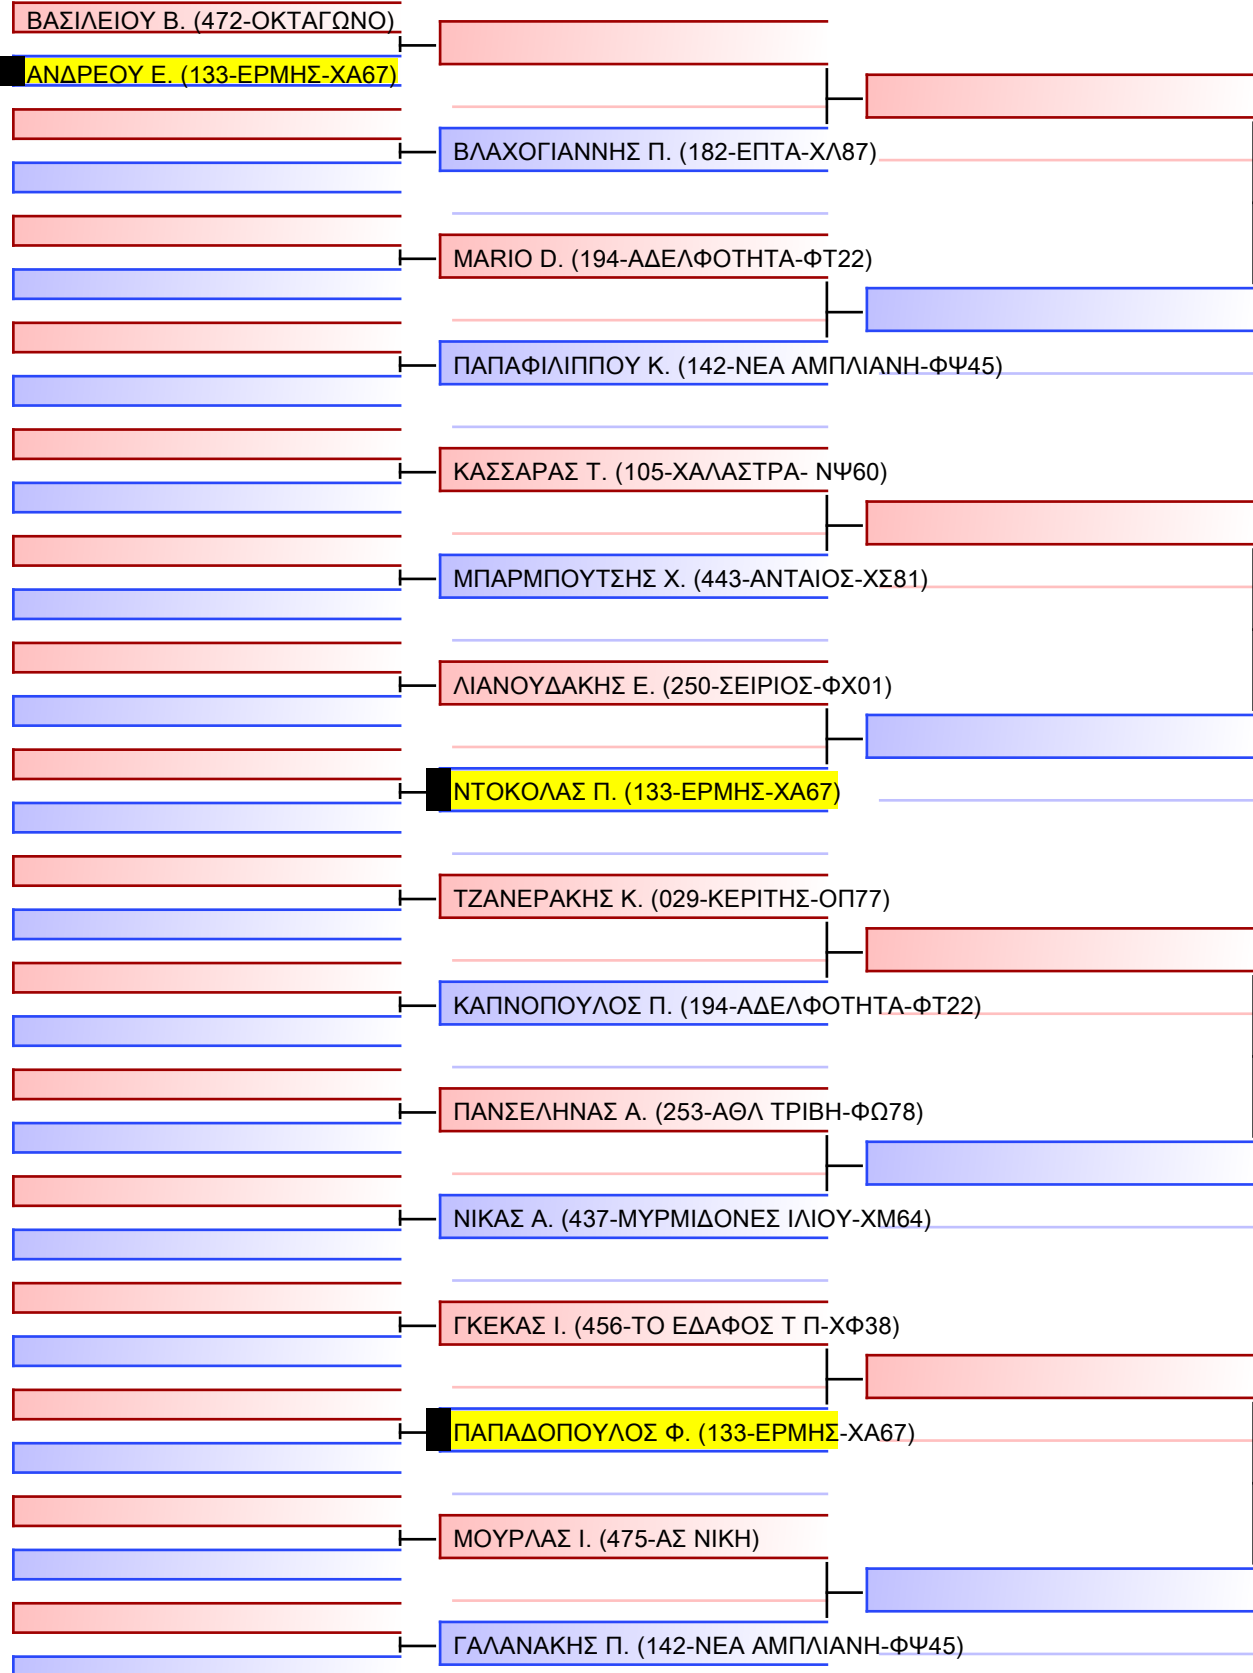 ΒΑΣΙΛΕΙΟΥ Β. (472-ΟΚΤΑΓΩΝΟ)
ΑΝΔΡΕΟΥ Ε. (133-ΕΡΜΗΣ-ΧΑ67)
ΒΛΑΧΟΓΙΑΝΝΗΣ Π. (182-ΕΠΤΑ-ΧΛ87)
MARIO D. (194-ΑΔΕΛΦΟΤΗΤΑ-ΦΤ22)
ΠΑΠΑΦΙΛΙΠΠΟΥ Κ. (142-ΝΕΑ ΑΜΠΛΙΑΝΗ-ΦΨ45)
ΚΑΣΣΑΡΑΣ Τ. (105-ΧΑΛΑΣΤΡΑ- ΝΨ60)
ΜΠΑΡΜΠΟΥΤΣΗΣ Χ. (443-ΑΝΤΑΙΟΣ-ΧΣ81)
ΛΙΑΝΟΥΔΑΚΗΣ Ε. (250-ΣΕΙΡΙΟΣ-ΦΧ01)
ΝΤΟΚΟΛΑΣ Π. (133-ΕΡΜΗΣ-ΧΑ67)
ΤΖΑΝΕΡΑΚΗΣ Κ. (029-ΚΕΡΙΤΗΣ-ΟΠ77)
ΚΑΠΝΟΠΟΥΛΟΣ Π. (194-ΑΔΕΛΦΟΤΗΤΑ-ΦΤ22)
ΠΑΝΣΕΛΗΝΑΣ Α. (253-ΑΘΛ ΤΡΙΒΗ-ΦΩ78)
ΝΙΚΑΣ Α. (437-ΜΥΡΜΙΔΟΝΕΣ ΙΛΙΟΥ-ΧΜ64)
ΓΚΕΚΑΣ Ι. (456-ΤΟ ΕΔΑΦΟΣ Τ Π-ΧΦ38)
ΠΑΠΑΔΟΠΟΥΛΟΣ Φ. (133-ΕΡΜΗΣ-ΧΑ67)
ΜΟΥΡΛΑΣ Ι. (475-ΑΣ ΝΙΚΗ)
ΓΑΛΑΝΑΚΗΣ Π. (142-ΝΕΑ ΑΜΠΛΙΑΝΗ-ΦΨ45)